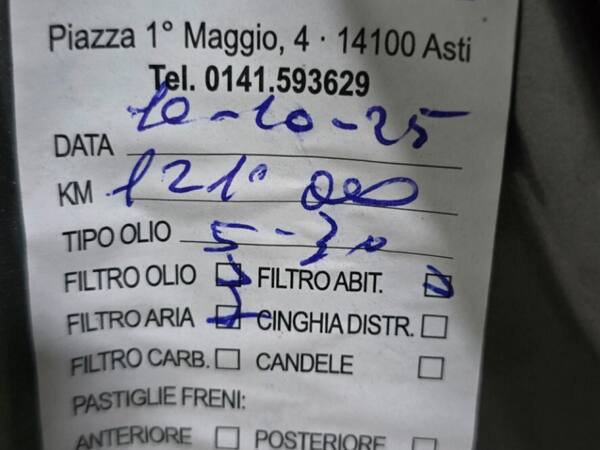 Piazza 1° Maggio, 4 · 14100 Asti
Tel. 0141.593629
DATA 10-10-25
KM 121.000
TIPO OLIO 5-30
FILTRO OLIO FILTRO ABIT.
FILTRO ARIA CINGHIA DISTR.
FILTRO CARB. CANDELE
PASTIGLIE FRENI:
ANTERIORE POSTERIORE